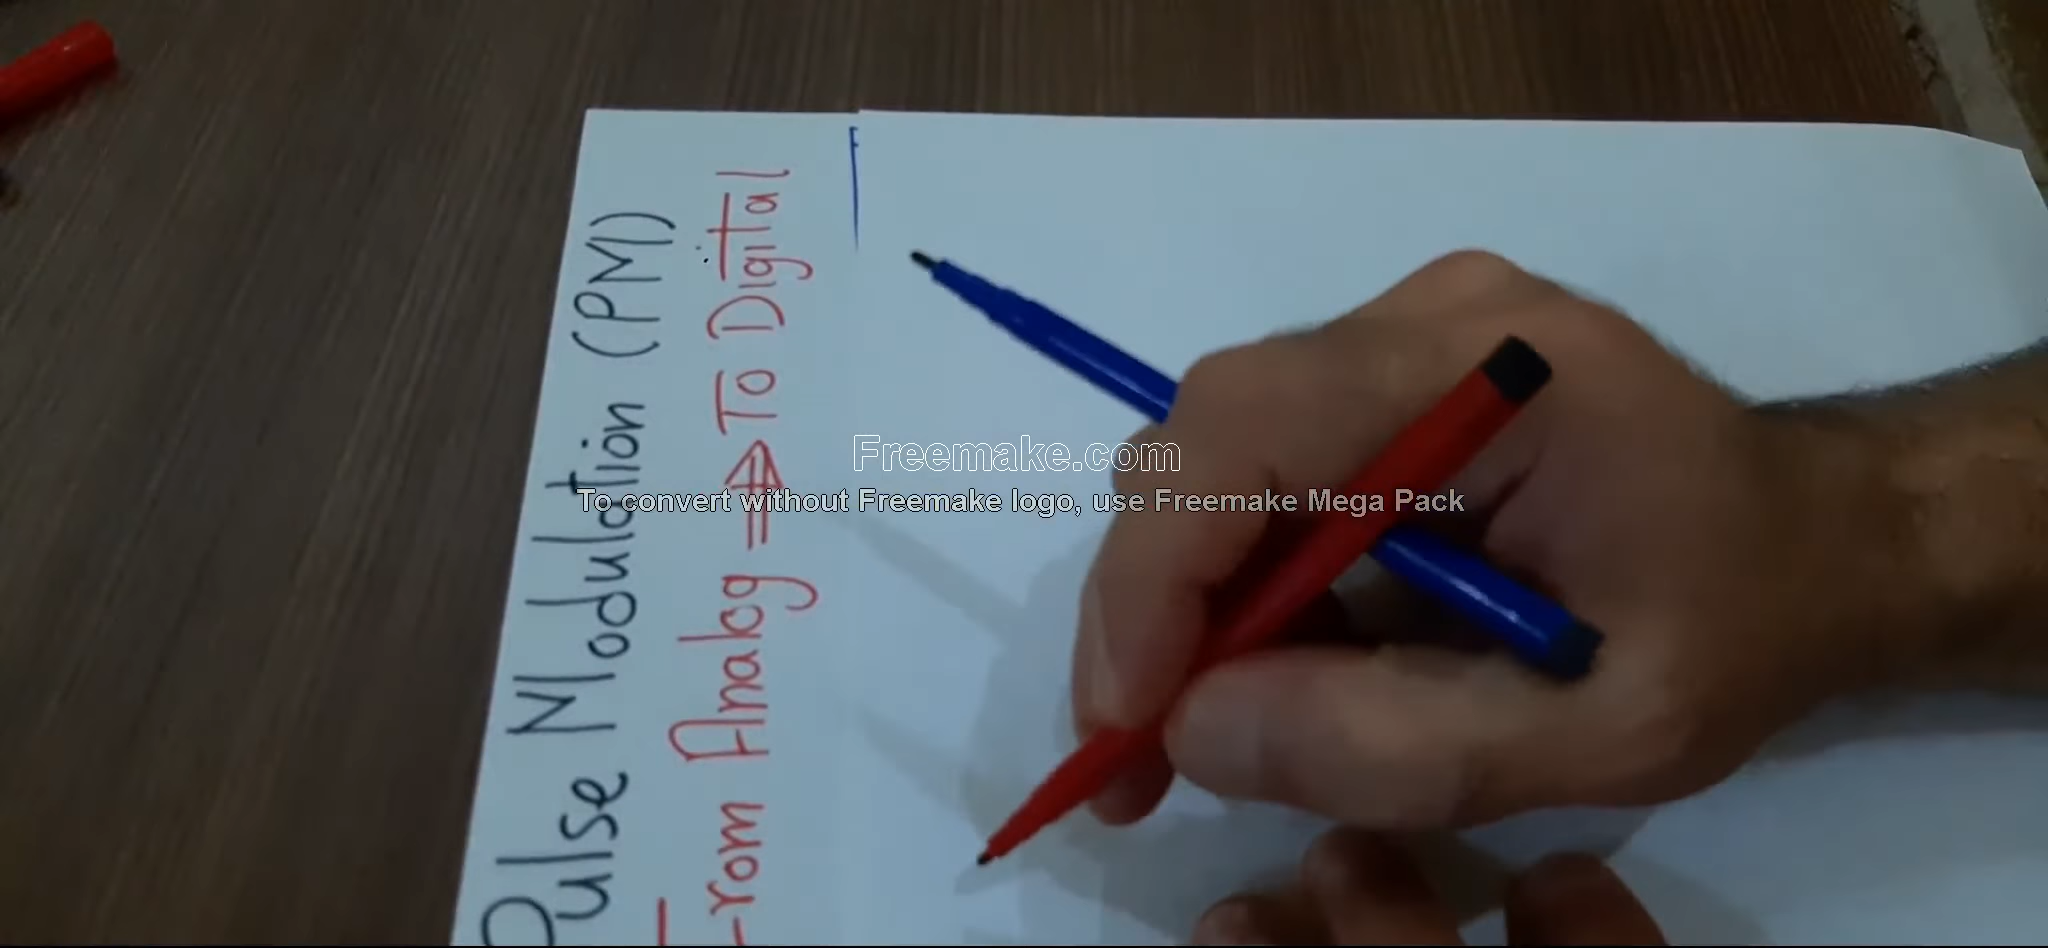 Pulse Modulation (PM)
From Analog ⇒ To Digital
Freemake.com
To convert without Freemake logo, use Freemake Mega Pack